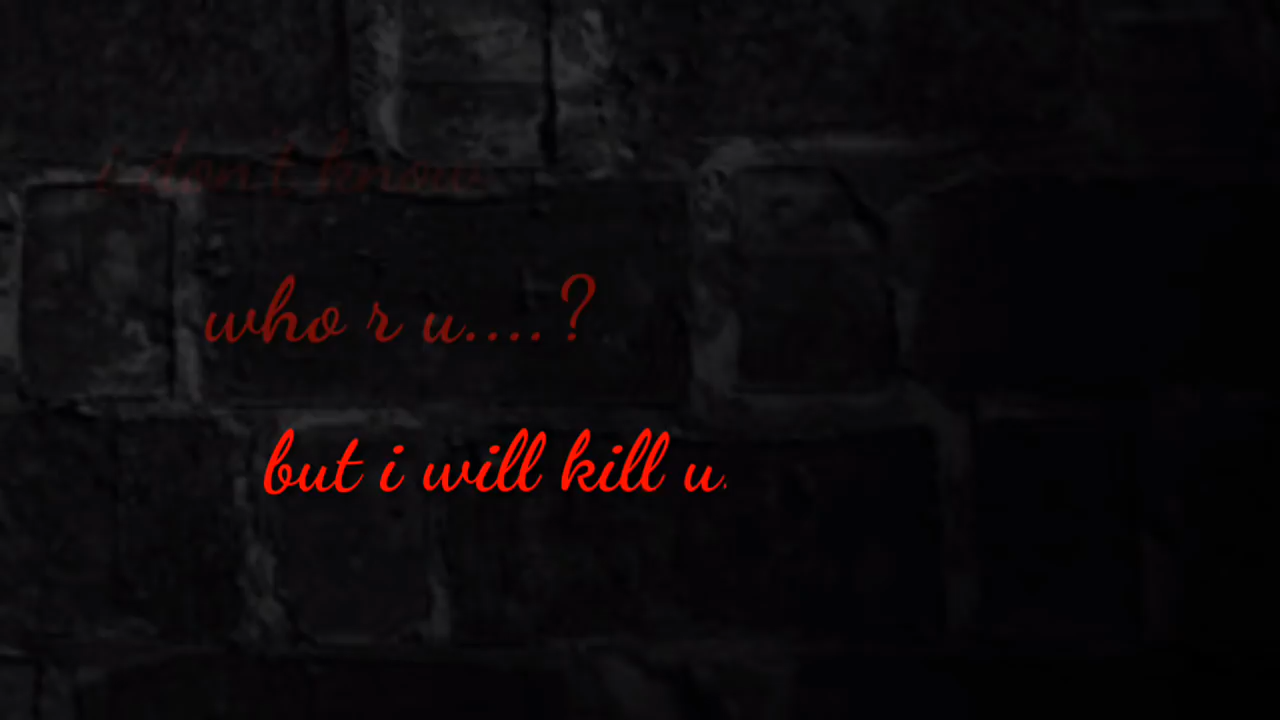 i don't know
who r u....?
but i will kill u.